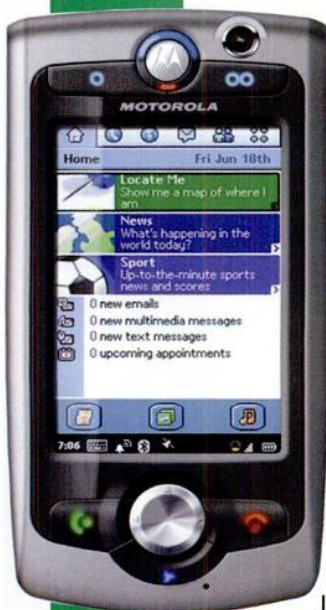 MOTOROLA
Home Fri Jun 18th
Locate Me
Show me a map of where I
am
News
What's happening in the
world today?
Sport
Up-to-the-minute sports
news and scores
0 new emails
0 new multimedia messages
0 new text messages
0 upcoming appointments
7:06